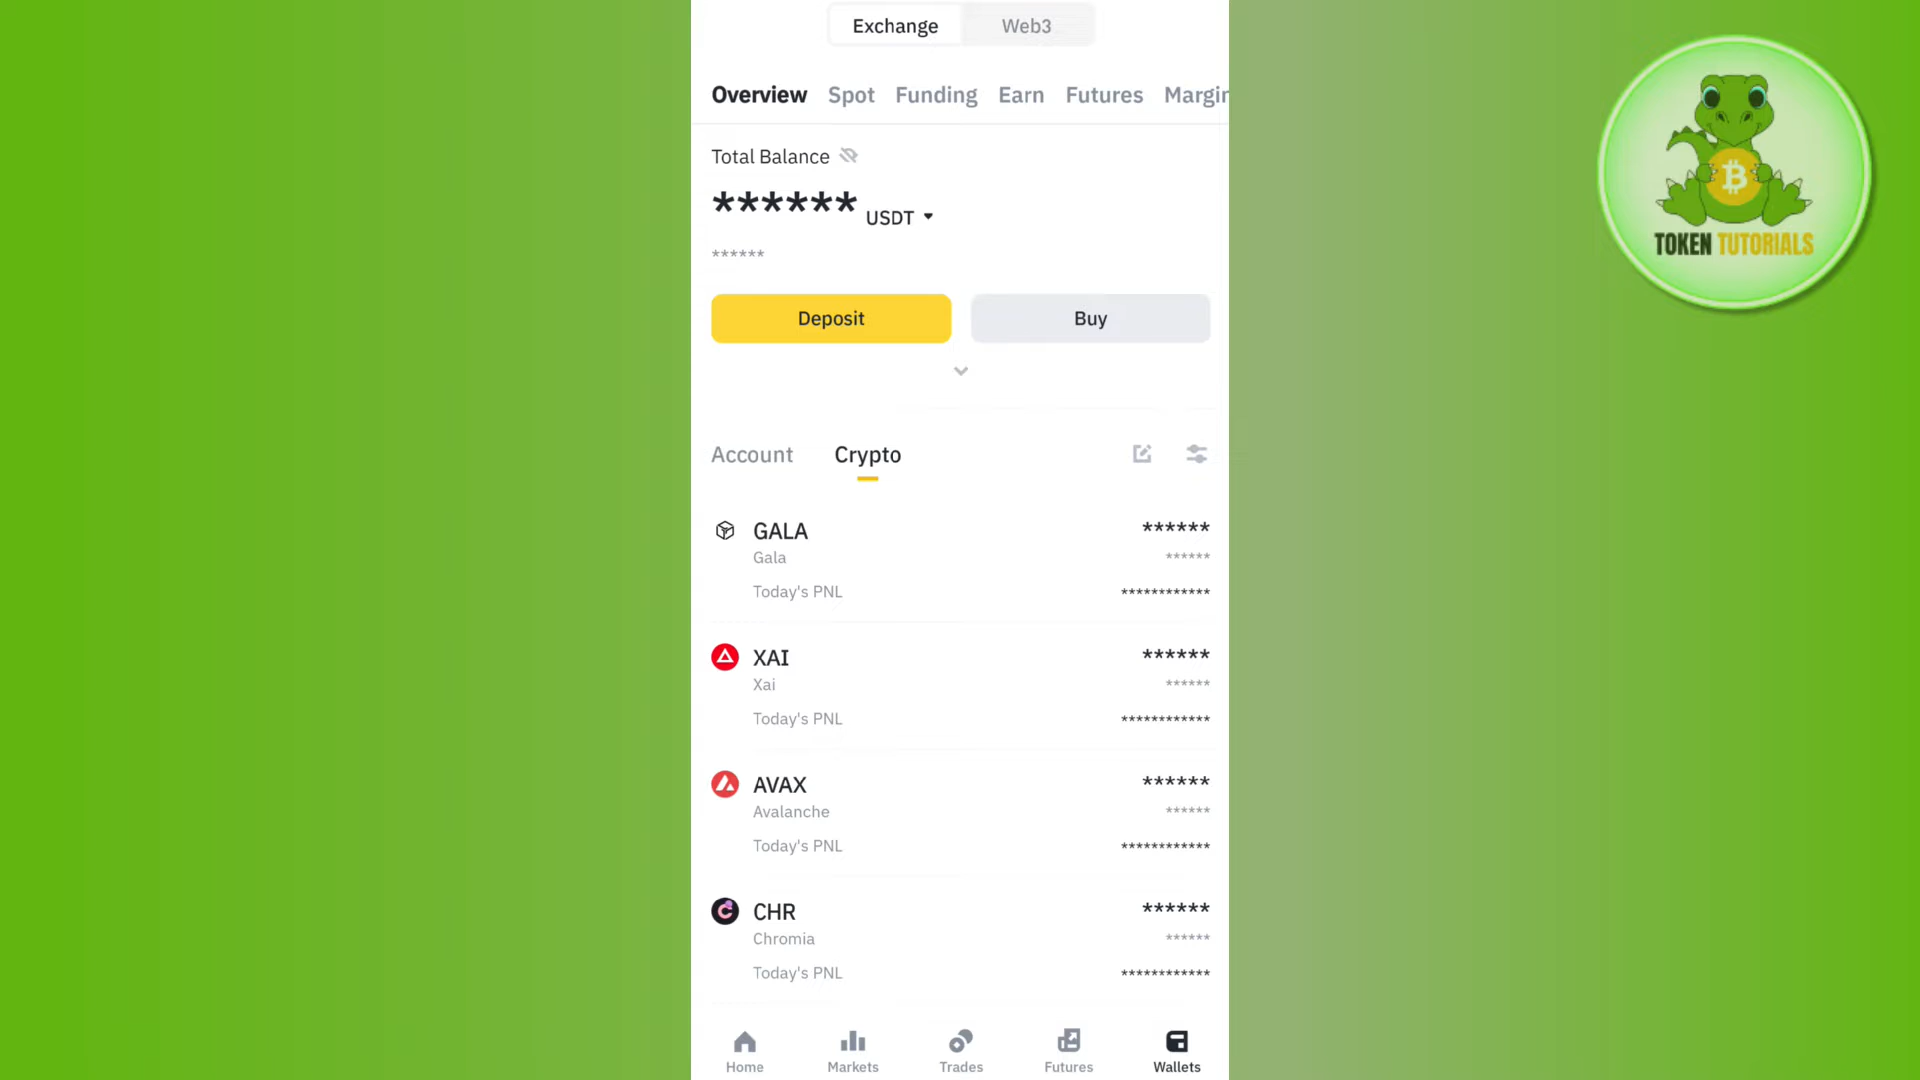 Exchange Web3
Overview Spot Funding Earn Futures Margin
Total Balance
****** USDT
******
Deposit Buy
Account Crypto
GALA ******
Gala ******
Today's PNL ************
XAI ******
Xai ******
Today's PNL ************
AVAX ******
Avalanche ******
Today's PNL ************
CHR ******
Chromia ******
Today's PNL ************
Home Markets Trades Futures Wallets
TOKEN TUTORIALS